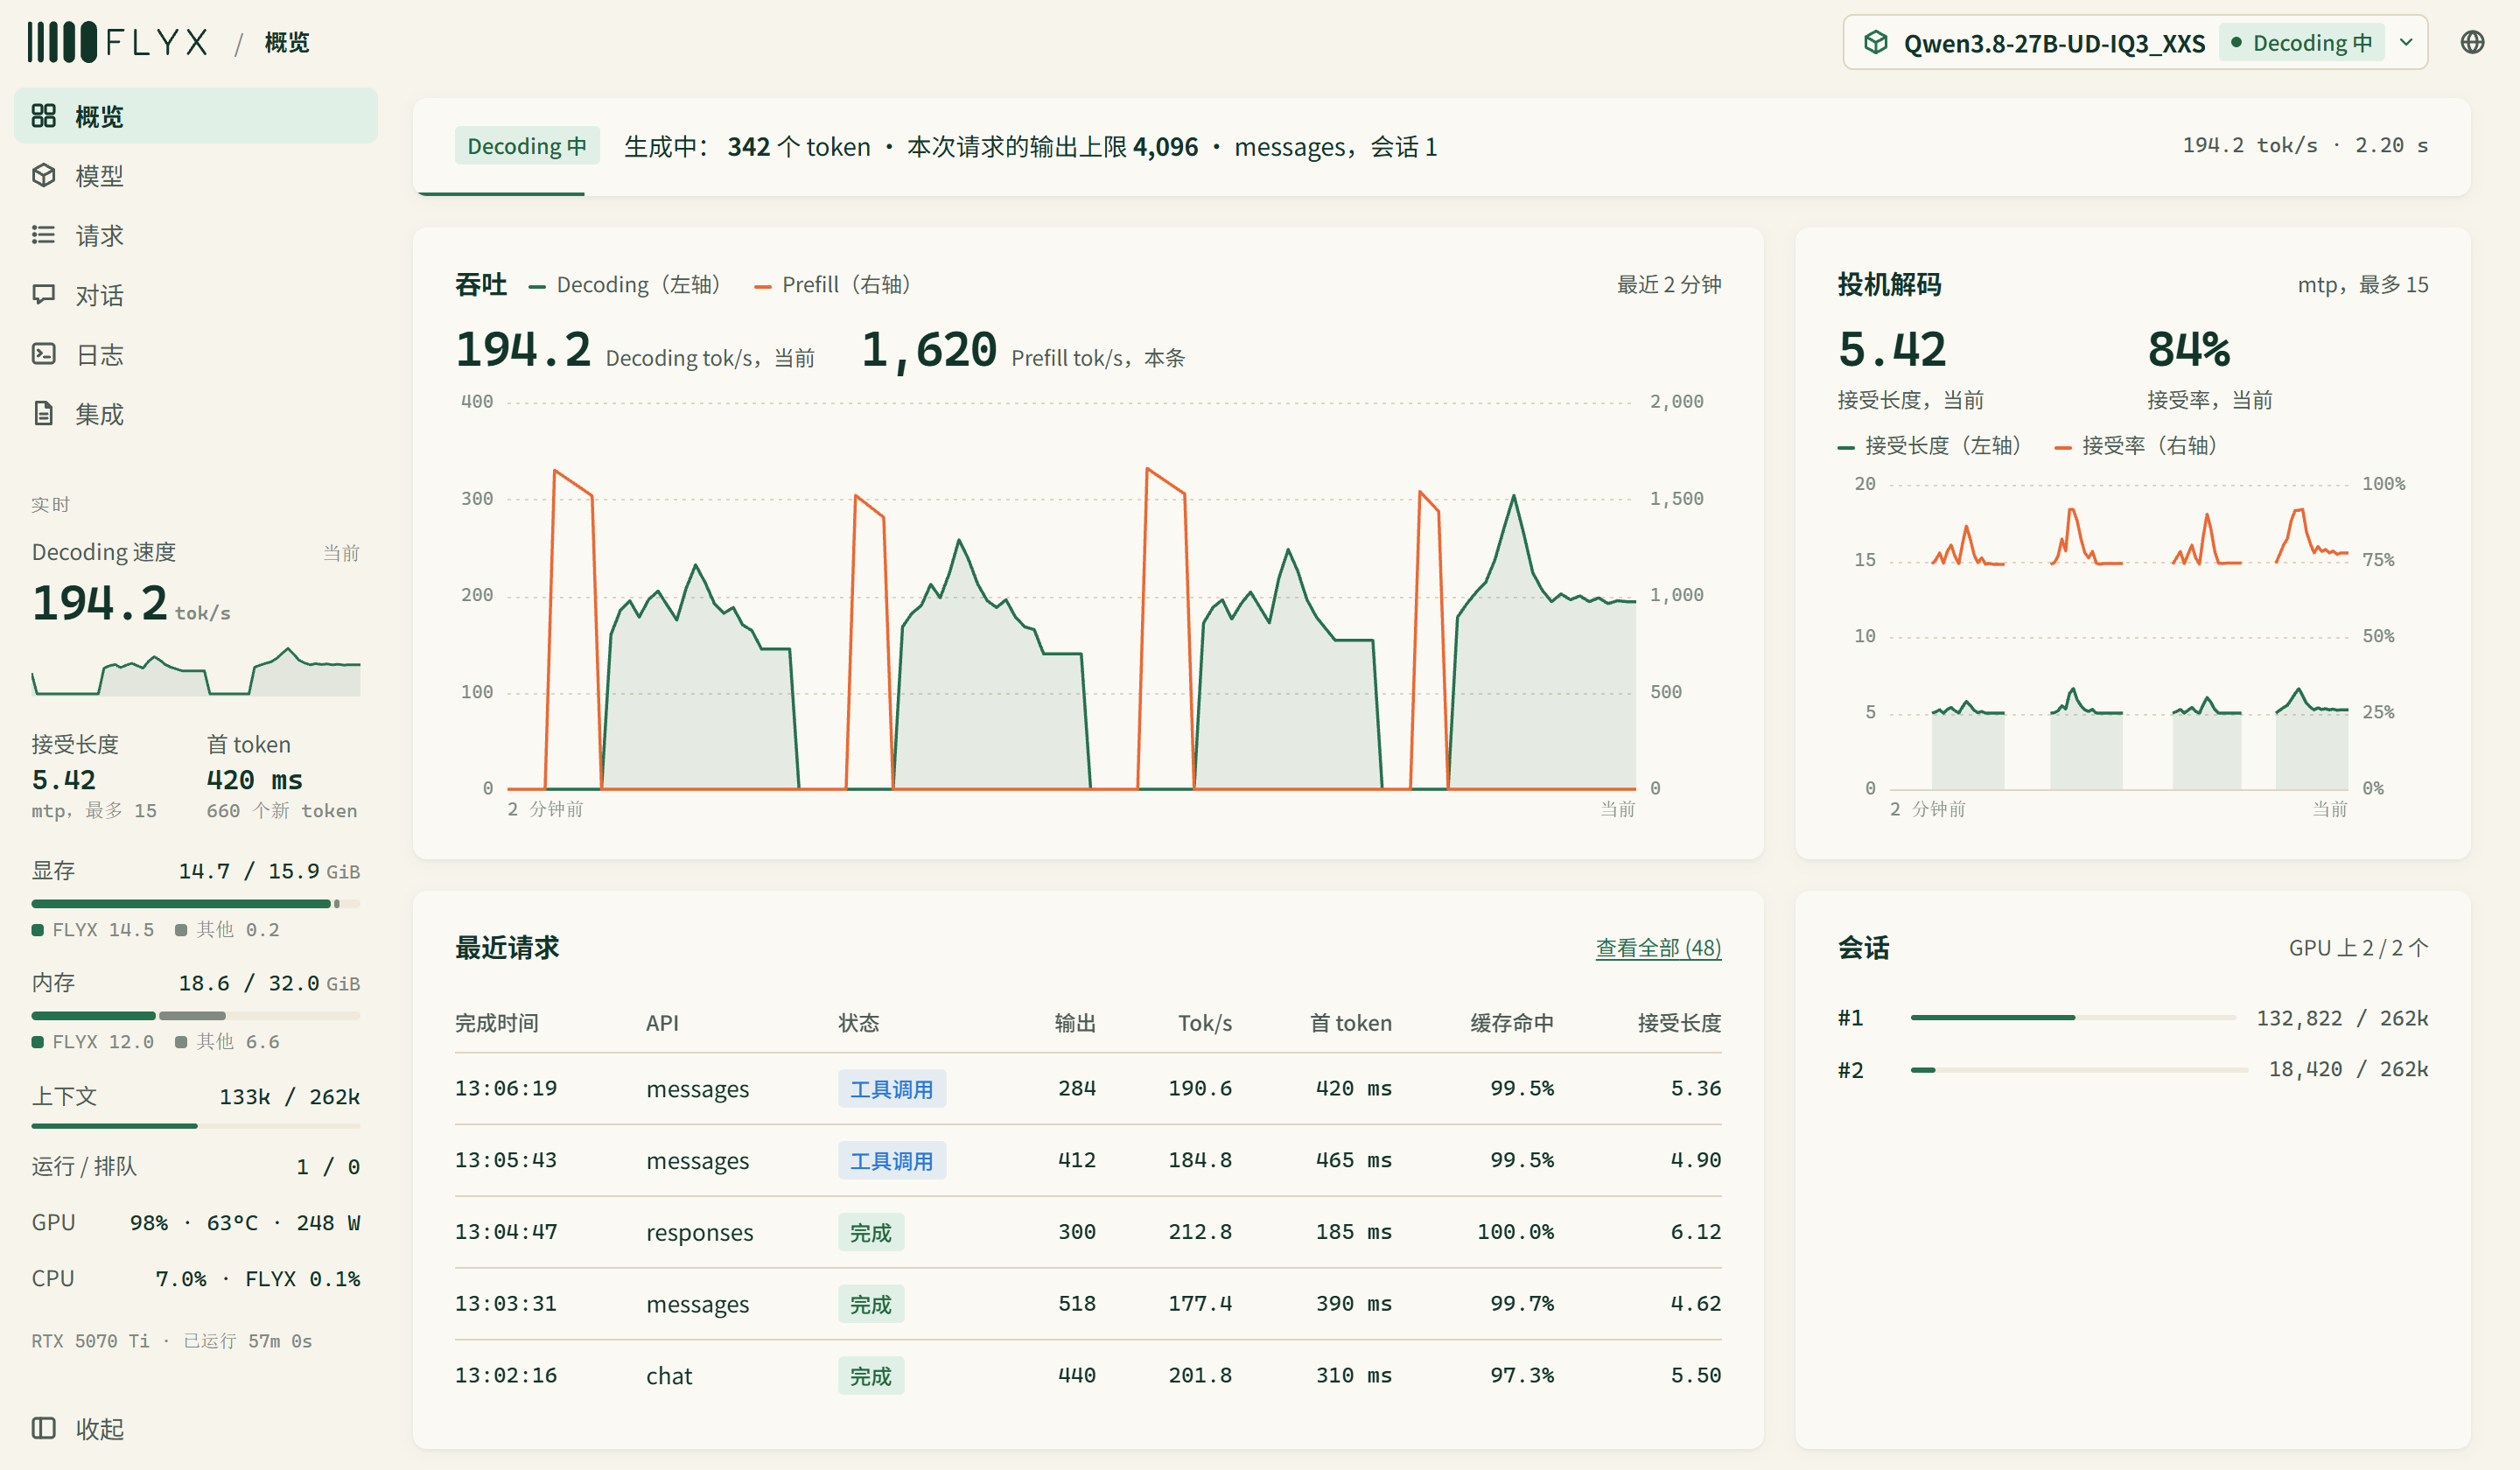 FLYX / 概览
Qwen3.8-27B-UD-IQ3_XXS Decoding 中
概览
模型
请求
对话
日志
集成
实时
Decoding 速度 当前
194.2 tok/s
接受长度 首 token
5.42 420 ms
mtp，最多 15 660 个新 token
显存 14.7 / 15.9 GiB
FLYX 14.5 其他 0.2
内存 18.6 / 32.0 GiB
FLYX 12.0 其他 6.6
上下文 133k / 262k
运行 / 排队 1 / 0
GPU 98% · 63°C · 248 W
CPU 7.0% · FLYX 0.1%
RTX 5070 Ti · 已运行 57m 0s
收起
Decoding 中 生成中： 342 个 token · 本次请求的输出上限 4,096 · messages，会话 1 194.2 tok/s · 2.20 s
吞吐 Decoding（左轴） Prefill（右轴） 最近 2 分钟
194.2 Decoding tok/s，当前 1,620 Prefill tok/s，本条
400 2,000
300 1,500
200 1,000
100 500
0 0
2 分钟前 当前
投机解码 mtp，最多 15
5.42 84%
接受长度，当前 接受率，当前
接受长度（左轴） 接受率（右轴）
20 100%
15 75%
10 50%
5 25%
0 0%
2 分钟前 当前
最近请求 查看全部 (48)
完成时间 API 状态 输出 Tok/s 首 token 缓存命中 接受长度
13:06:19 messages 工具调用 284 190.6 420 ms 99.5% 5.36
13:05:43 messages 工具调用 412 184.8 465 ms 99.5% 4.90
13:04:47 responses 完成 300 212.8 185 ms 100.0% 6.12
13:03:31 messages 完成 518 177.4 390 ms 99.7% 4.62
13:02:16 chat 完成 440 201.8 310 ms 97.3% 5.50
会话 GPU 上 2 / 2 个
#1 132,822 / 262k
#2 18,420 / 262k